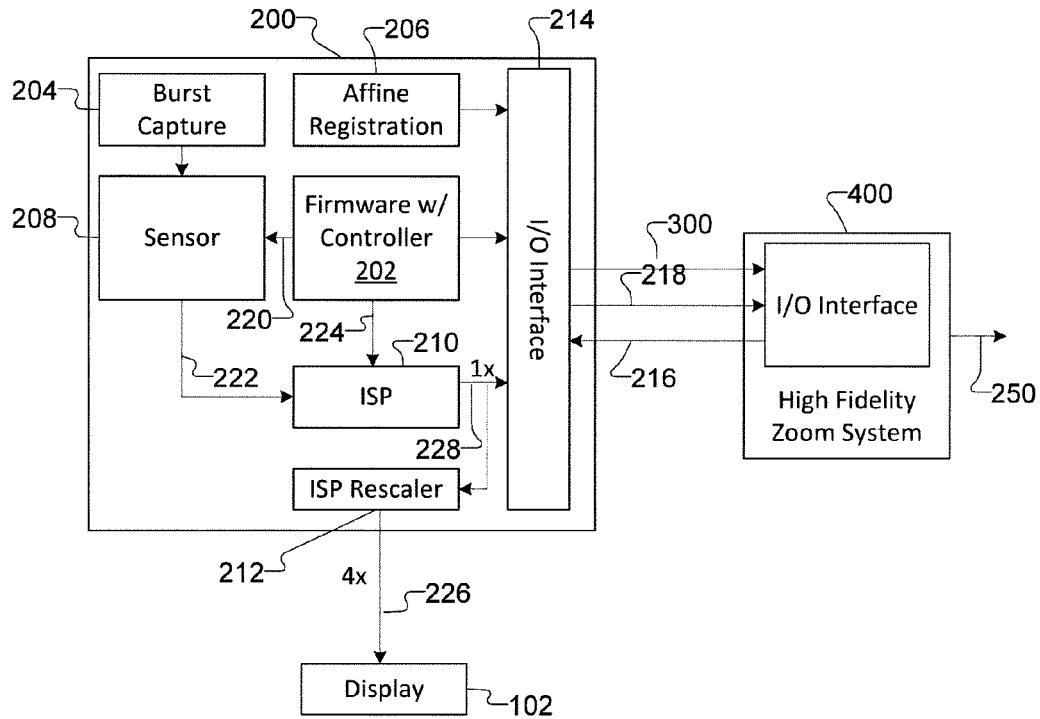 200
206
214
204
Burst
Capture
Affine
Registration
208
Sensor
Firmware w/
Controller
202
I/O Interface
300
218
216
400
I/O Interface
High Fidelity
Zoom System
250
220
224
222
210
ISP
1x
228
ISP Rescaler
212
4x
226
Display
102